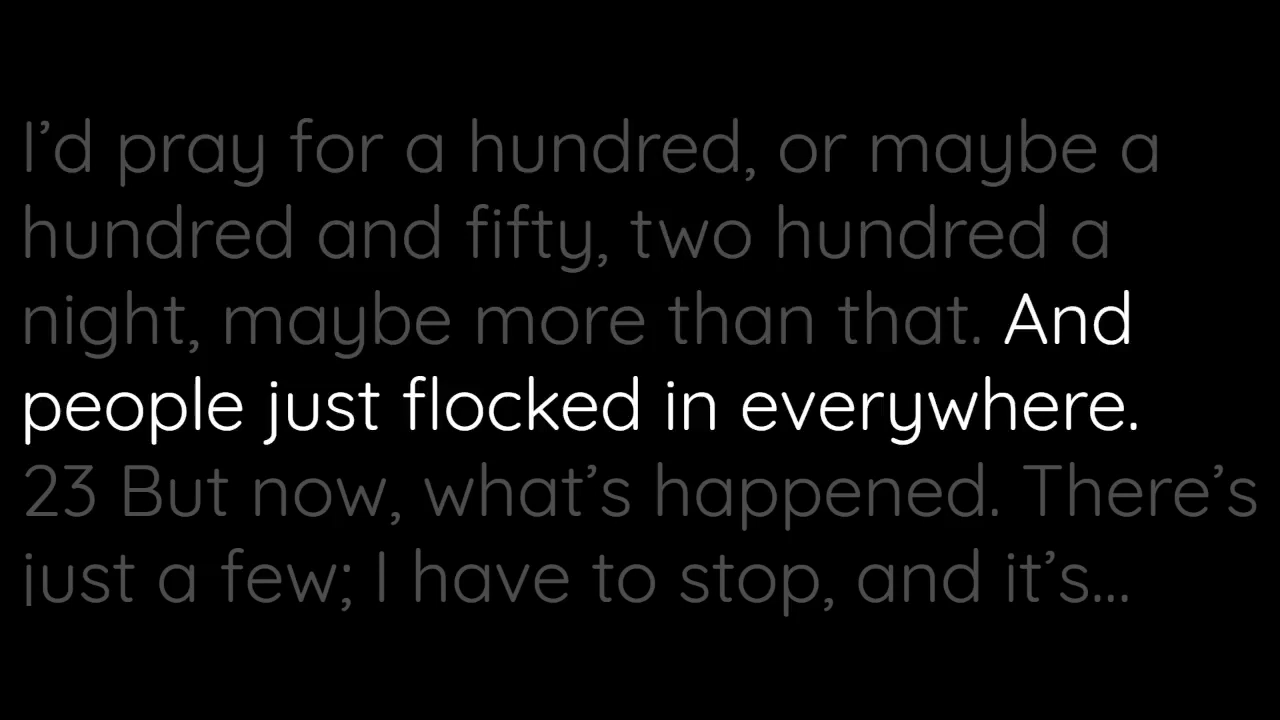 I’d pray for a hundred, or maybe a
hundred and fifty, two hundred a
night, maybe more than that. And
people just flocked in everywhere.
23 But now, what’s happened. There’s
just a few; I have to stop, and it’s...